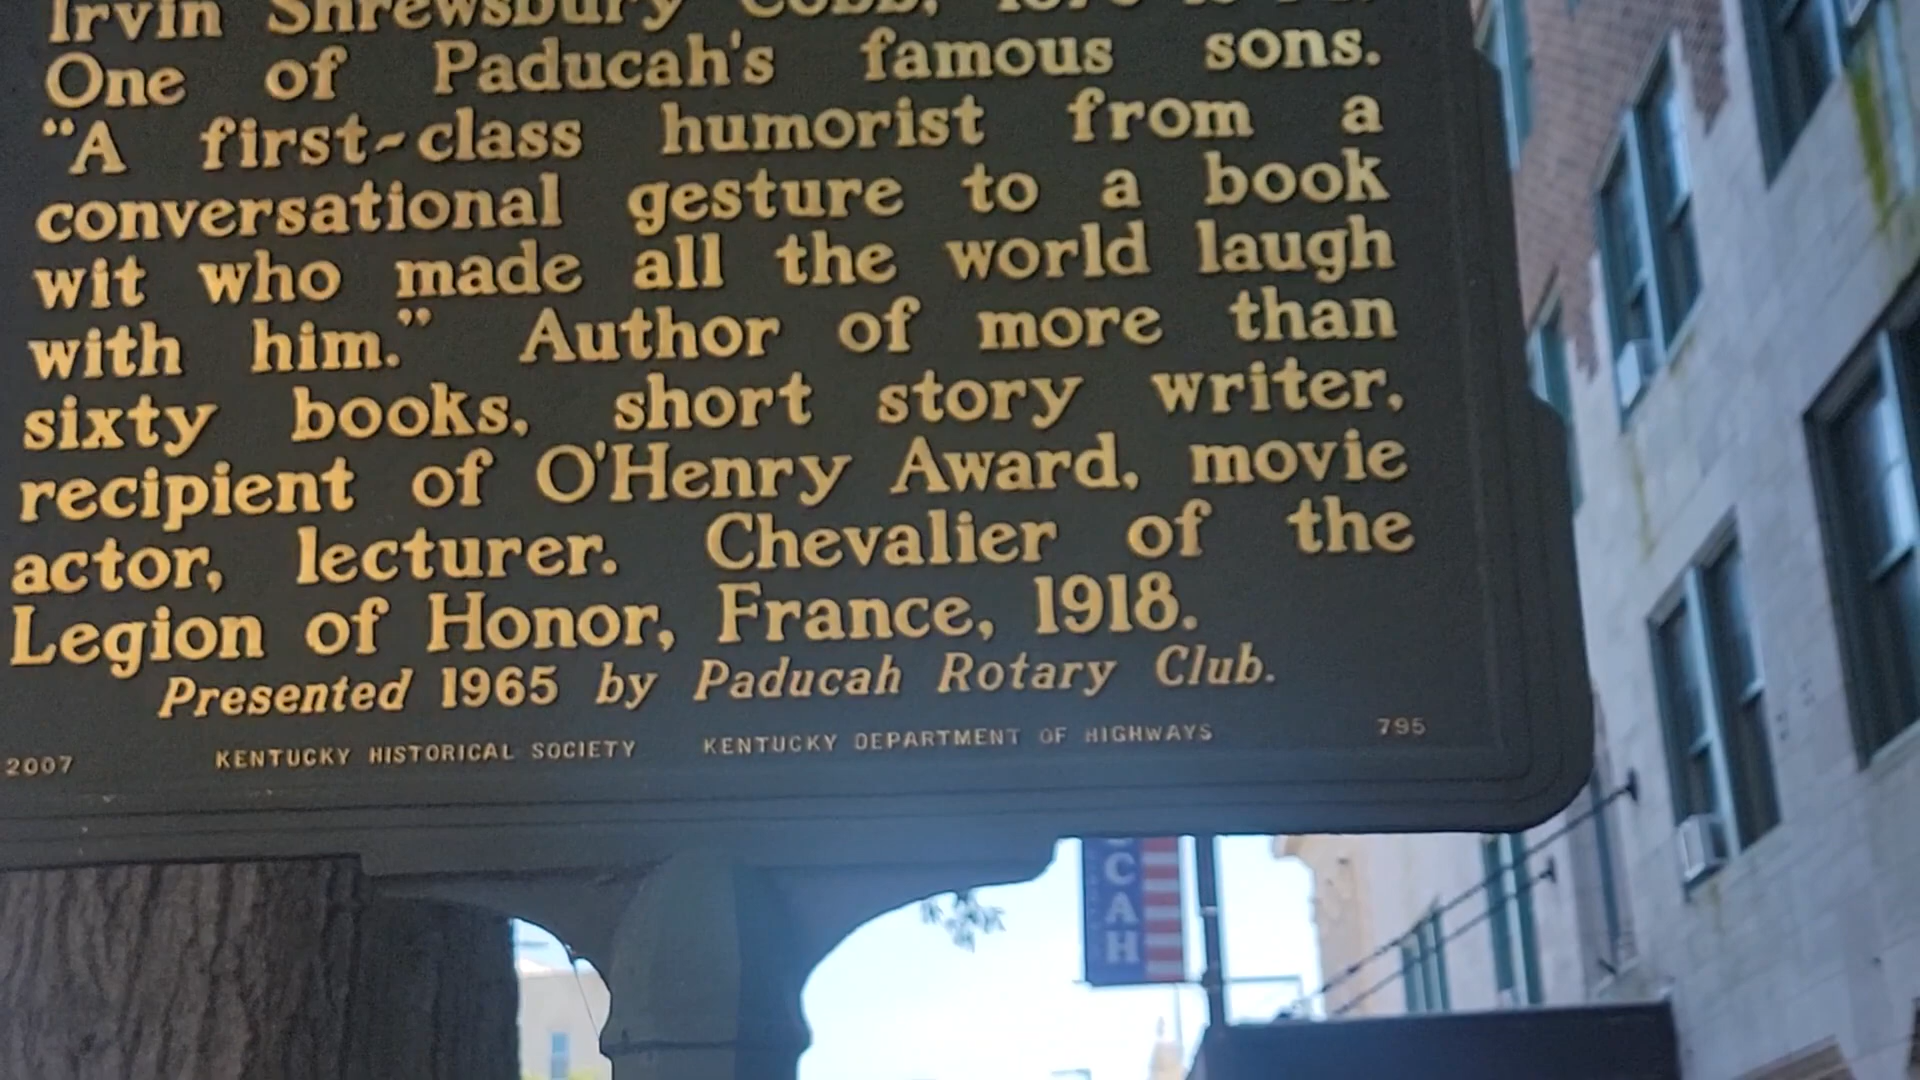 Irvin Shrewsbury Cobb,
One of Paducah's famous sons.
"A first-class humorist from a
conversational gesture to a book
wit who made all the world laugh
with him." Author of more than
sixty books, short story writer,
recipient of O'Henry Award, movie
actor, lecturer. Chevalier of the
Legion of Honor, France, 1918.
Presented 1965 by Paducah Rotary Club.
2007 KENTUCKY HISTORICAL SOCIETY KENTUCKY DEPARTMENT OF HIGHWAYS 795
CAH